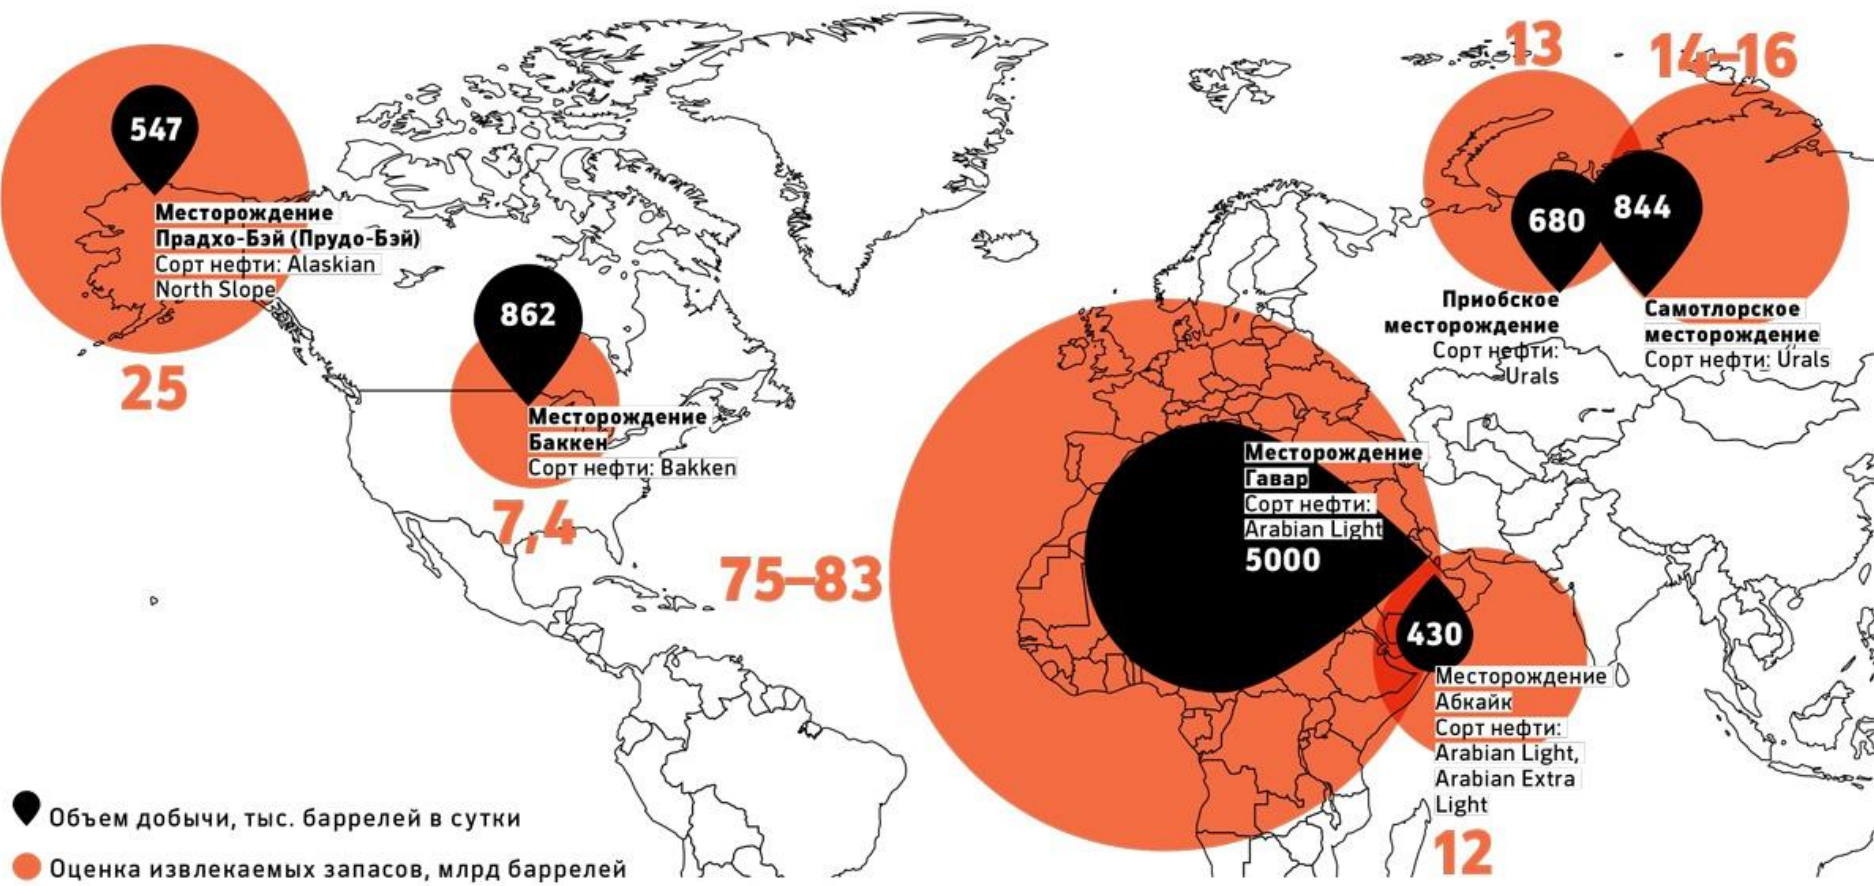 547
Месторождение
Прадхо-Бэй (Прудо-Бэй)
Сорт нефти: Alaskian
North Slope
25
862
Месторождение
Баккен
Сорт нефти: Bakken
7,4
13
14–16
680
844
Приобское
месторождение
Сорт нефти:
Urals
Самотлорское
месторождение
Сорт нефти: Urals
75–83
Месторождение
Гавар
Сорт нефти:
Arabian Light
5000
430
Месторождение
Абкайк
Сорт нефти:
Arabian Light,
Arabian Extra
Light
12
Объем добычи, тыс. баррелей в сутки
Оценка извлекаемых запасов, млрд баррелей